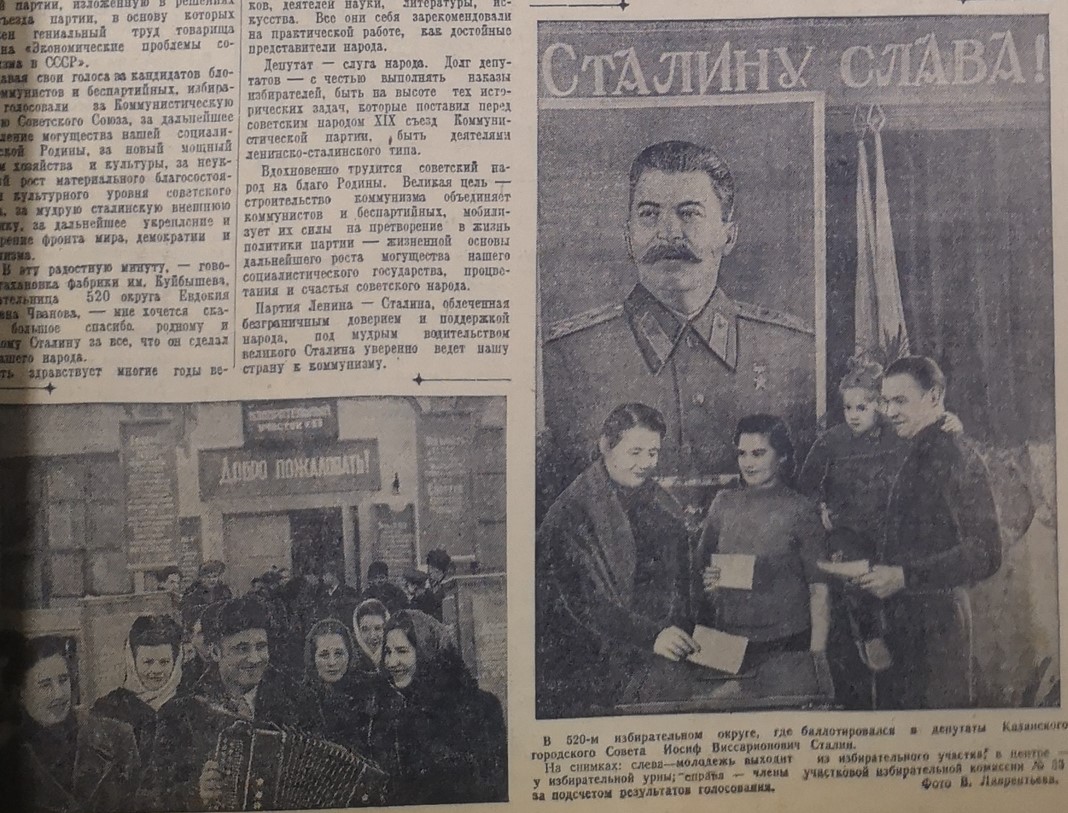 партии, изложенную в решениях
съезда партии, в основу которых
гениальный труд товарища
«Экономические проблемы со-
в СССР».
свои голоса за кандидатов бло-
и беспартийных, избира-
голосовали за Коммунистическую
Советского Союза, за дальнейшее
могущества нашей социали-
Родины, за новый мощный
хозяйства и культуры, за неук-
рост материального благосостоя-
культурного уровня советского
за мудрую сталинскую внешнюю
за дальнейшее укрепление и
фронта мира, демократии и
В эту радостную минуту, — гово-
фабрики им. Куйбышева,
520 округа Евдокия
Чванова, — мне хочется ска-
большое спасибо родному и
Сталину за все, что он сделал
народа.
здравствует многие годы ве-
ков, деятелей науки, литературы, ис-
кусства. Все они себя зарекомендовали
на практической работе, как достойные
представители народа.
Депутат — слуга народа. Долг депу-
татов — с честью выполнять наказы
избирателей, быть на высоте тех исто-
рических задач, которые поставил перед
советским народом XIX съезд Коммуни-
стической партии, быть деятелями
ленинско-сталинского типа.
Вдохновенно трудится советский на-
род на благо Родины. Великая цель —
строительство коммунизма объединяет
коммунистов и беспартийных, мобили-
зует их силы на претворение в жизнь
политики партии — жизненной основы
дальнейшего роста могущества нашего
социалистического государства, процве-
тания и счастья советского народа.
Партия Ленина — Сталина, облеченная
безграничным доверием и поддержкой
народа, под мудрым водительством
великого Сталина уверенно ведет нашу
страну к коммунизму.
СТАЛИНУ СЛАВА!
ИЗБИРАТЕЛЬНЫЙ
УЧАСТОК
ДОБРО ПОЖАЛОВАТЬ!
В 520-м избирательном округе, где баллотировался в депутаты Казанского
городского Совета Иосиф Виссарионович Сталин.
На снимках: слева—молодежь выходит из избирательного участка; в центре —
у избирательной урны; справа — члены участковой избирательной комиссии №
за подсчетом результатов голосования. Фото В. Лаврентьева.